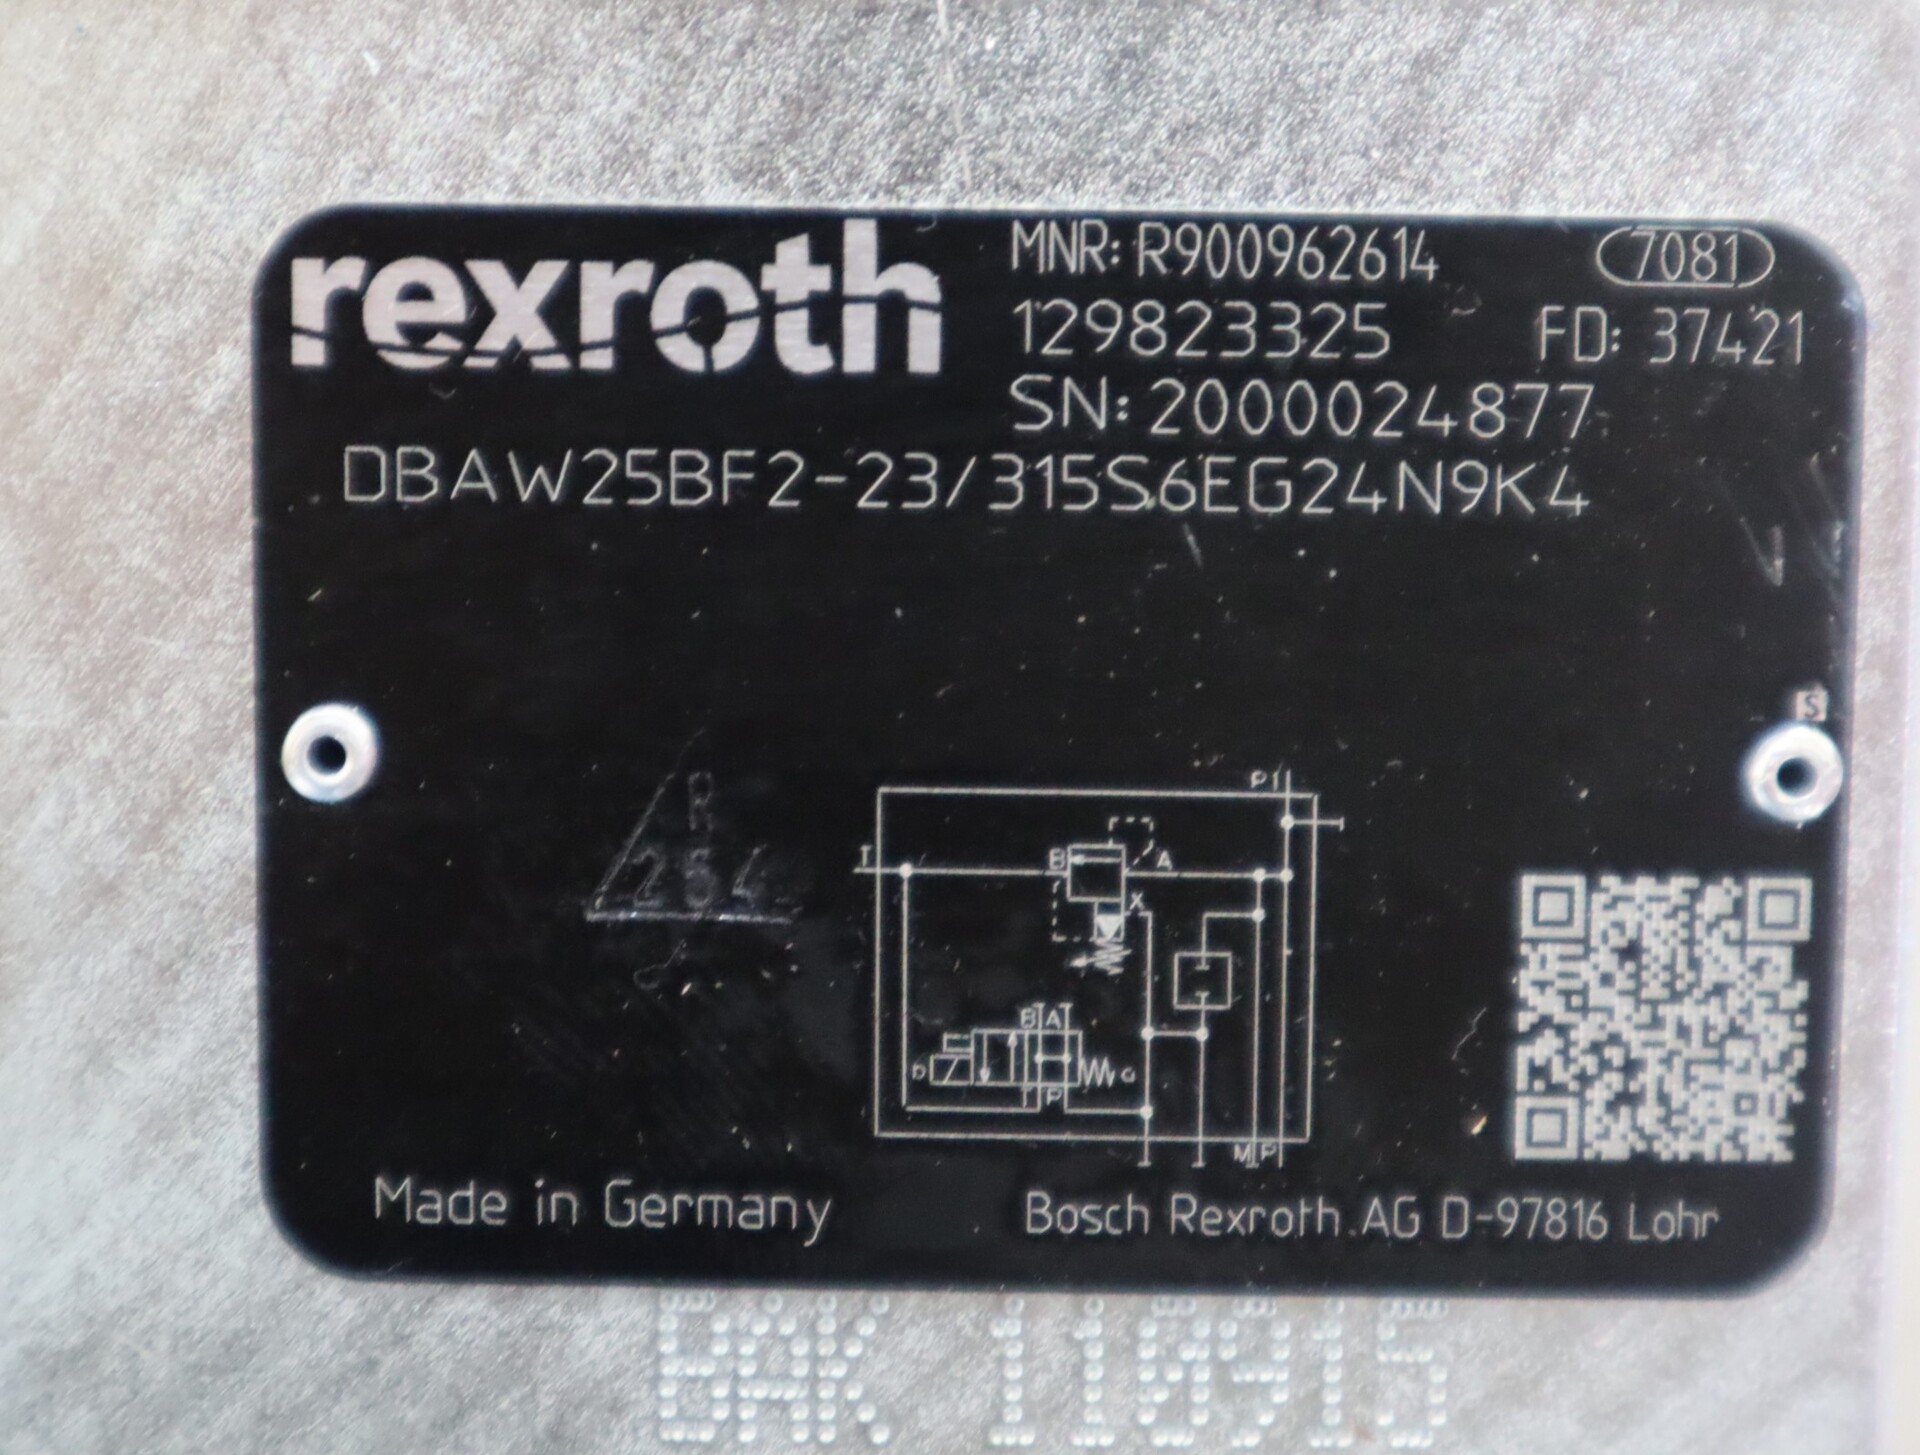 rexroth
MNR: R900962614
7081
129823325
FD: 37421
SN: 2000024877
DBAW25BF2-23/315S6EG24N9K4
S
R
P1
T
B
A
X
B A
D
G
T
P
M P
Made in Germany
Bosch Rexroth AG D-97816 Lohr